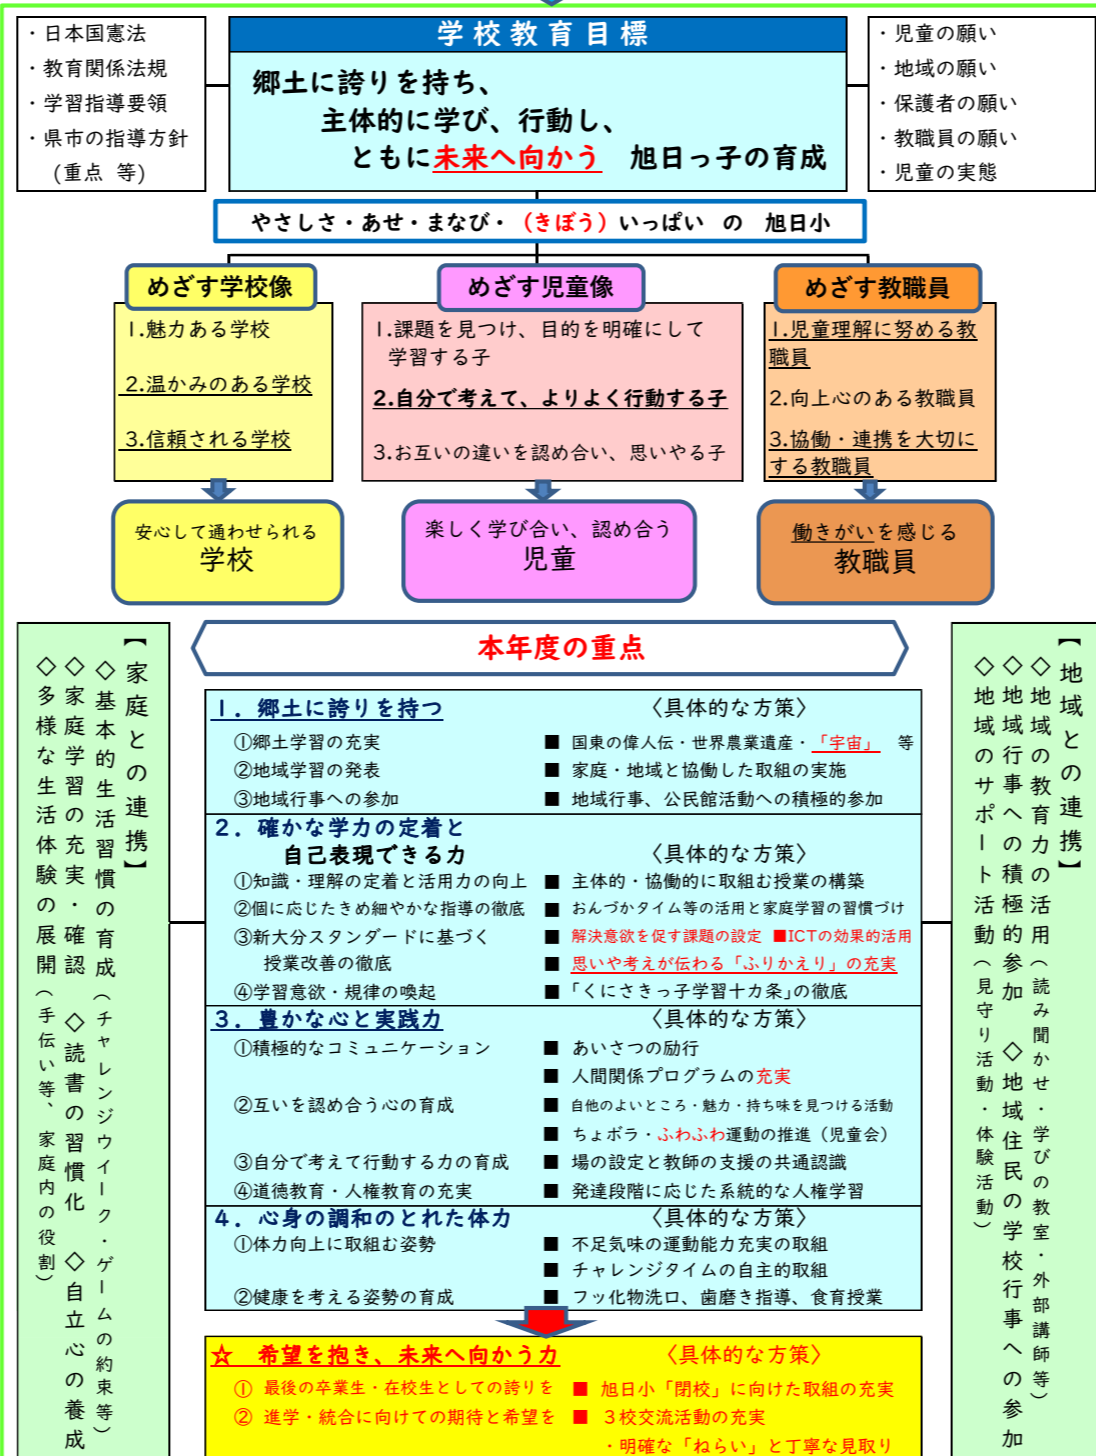 ・日本国憲法
・教育関係法規
・学習指導要領
・県市の指導方針
(重点 等)
学校教育目標
郷土に誇りを持ち、
主体的に学び、行動し、
ともに未来へ向かう 旭日っ子の育成
・児童の願い
・地域の願い
・保護者の願い
・教職員の願い
・児童の実態
やさしさ・あせ・まなび・（きぼう）いっぱい の 旭日小
めざす学校像
1.魅力ある学校
2.温かみのある学校
3.信頼される学校
安心して通わせられる
学校
めざす児童像
1.課題を見つけ、目的を明確にして
学習する子
2.自分で考えて、よりよく行動する子
3.お互いの違いを認め合い、思いやる子
楽しく学び合い、認め合う
児童
めざす教職員
1.児童理解に努める教
職員
2.向上心のある教職員
3.協働・連携を大切に
する教職員
働きがいを感じる
教職員
【家庭との連携】
◇基本的生活習慣の育成（チャレンジウイーク・ゲームの約束等）
◇家庭学習の充実・確認 ◇読書の習慣化 ◇自立心の養成
◇多様な生活体験の展開（手伝い等、家庭内の役割）
本年度の重点
1．郷土に誇りを持つ 〈具体的な方策〉
①郷土学習の充実 ■ 国東の偉人伝・世界農業遺産・「宇宙」 等
②地域学習の発表 ■ 家庭・地域と協働した取組の実施
③地域行事への参加 ■ 地域行事、公民館活動への積極的参加
2．確かな学力の定着と
自己表現できる力 〈具体的な方策〉
①知識・理解の定着と活用力の向上 ■ 主体的・協働的に取組む授業の構築
②個に応じたきめ細やかな指導の徹底 ■ おんづかタイム等の活用と家庭学習の習慣づけ
③新大分スタンダードに基づく ■ 解決意欲を促す課題の設定 ■ICTの効果的活用
授業改善の徹底 ■ 思いや考えが伝わる「ふりかえり」の充実
④学習意欲・規律の喚起 ■「くにさきっ子学習十カ条」の徹底
3．豊かな心と実践力 〈具体的な方策〉
①積極的なコミュニケーション ■ あいさつの励行
■ 人間関係プログラムの充実
②互いを認め合う心の育成 ■ 自他のよいところ・魅力・持ち味を見つける活動
■ ちょボラ・ふわふわ運動の推進（児童会）
③自分で考えて行動する力の育成 ■ 場の設定と教師の支援の共通認識
④道徳教育・人権教育の充実 ■ 発達段階に応じた系統的な人権学習
4．心身の調和のとれた体力 〈具体的な方策〉
①体力向上に取組む姿勢 ■ 不足気味の運動能力充実の取組
■ チャレンジタイムの自主的取組
②健康を考える姿勢の育成 ■ フッ化物洗口、歯磨き指導、食育授業
☆ 希望を抱き、未来へ向かう力 〈具体的な方策〉
① 最後の卒業生・在校生としての誇りを ■ 旭日小「閉校」に向けた取組の充実
② 進学・統合に向けての期待と希望を ■ 3校交流活動の充実
・明確な「ねらい」と丁寧な見取り
【地域との連携】
◇地域の教育力の活用（読み聞かせ・学びの教室・外部講師等）
◇地域行事への積極的参加 ◇地域住民の学校行事への参加
◇地域のサポート活動（見守り活動・体験活動）